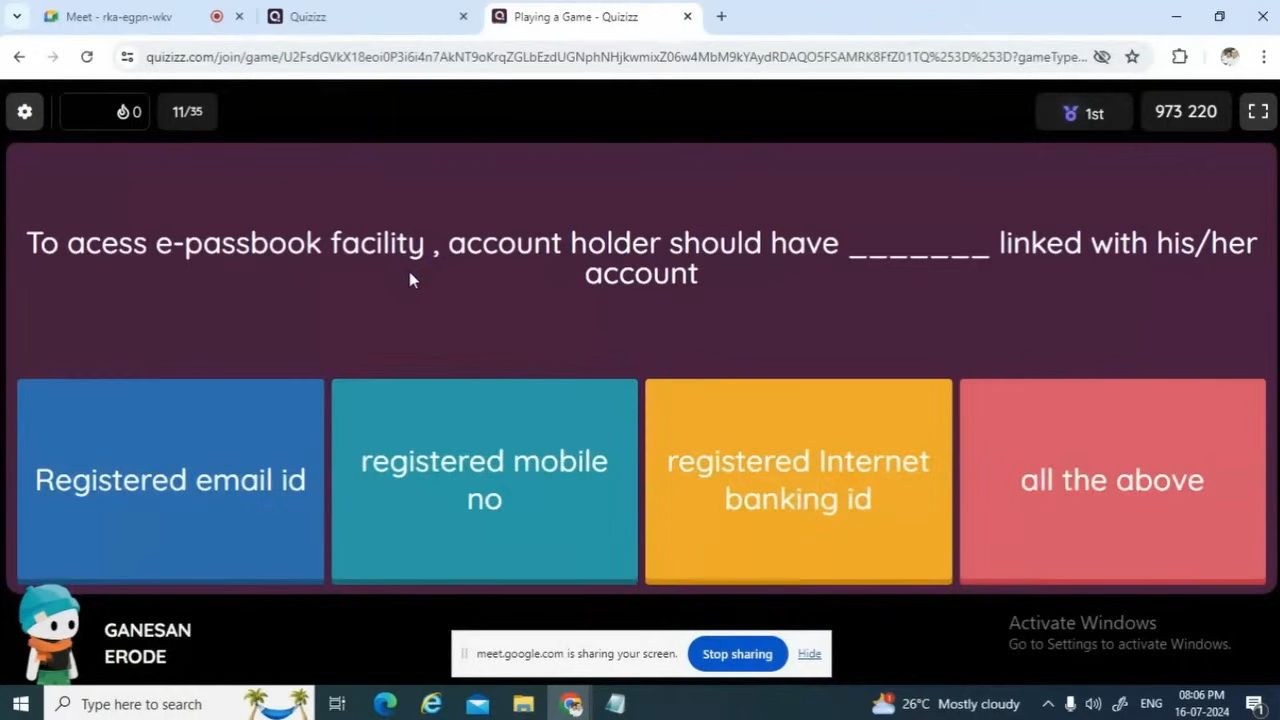 Meet - rka-egpn-wkv
Quizizz
Playing a Game - Quizizz
quizizz.com/join/game/U2FsdGVkX18eoi0P3i6i4n7AkNT9oKrqZGLbEzdUGNphNHjkwmixZ06w4MbM9kYAydRDAQO5FSAMRK8FfZ01TQ%253D%253D?gameType...
0
11/35
1st
973 220
To acess e-passbook facility , account holder should have _______ linked with his/her
account
Registered email id
registered mobile
no
registered Internet
banking id
all the above
GANESAN
ERODE
meet.google.com is sharing your screen.
Stop sharing
Hide
Activate Windows
Go to Settings to activate Windows.
Type here to search
26°C Mostly cloudy
ENG
08:06 PM
16-07-2024
1